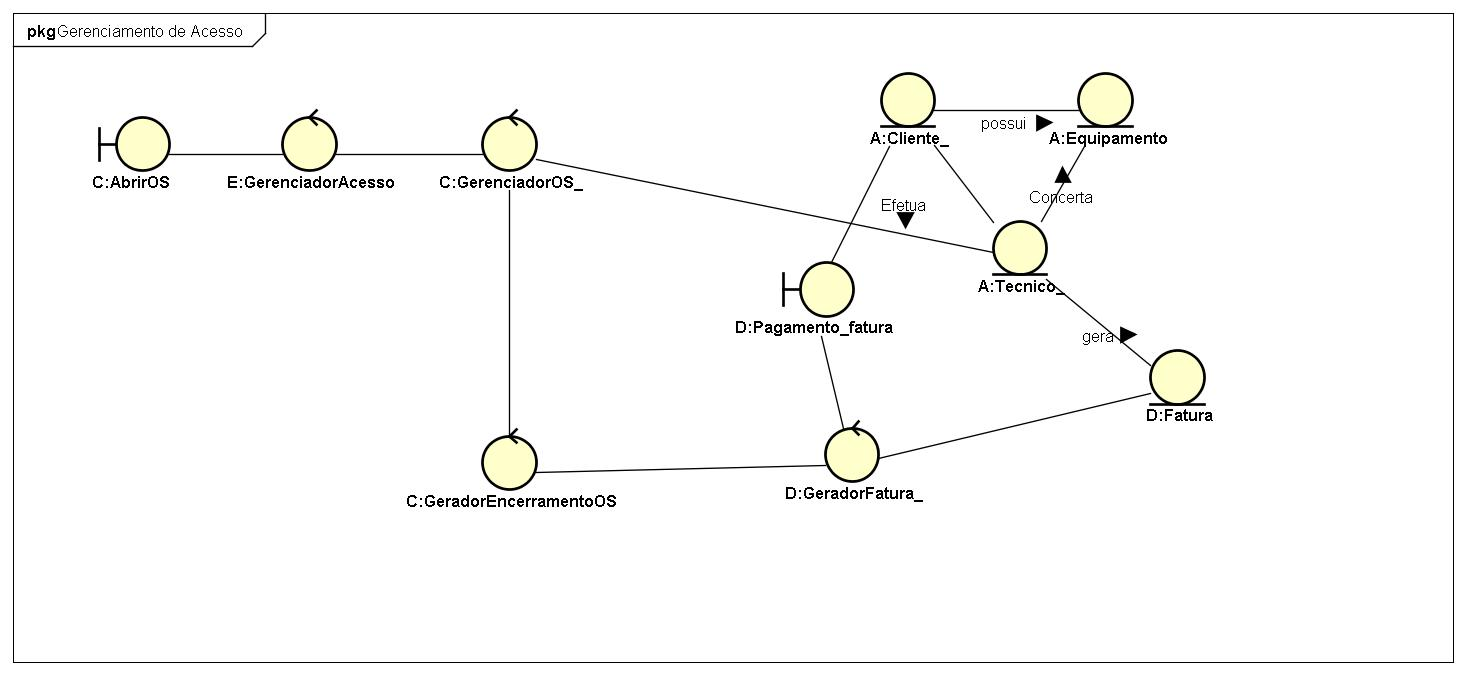 pkgGerenciamento de Acesso
possui
A:Cliente_
A:Equipamento
C:AbrirOS
E:GerenciadorAcesso
C:GerenciadorOS_
Concerta
Efetua
A:Tecnico_
D:Pagamento_fatura
gera
D:Fatura
C:GeradorEncerramentoOS
D:GeradorFatura_